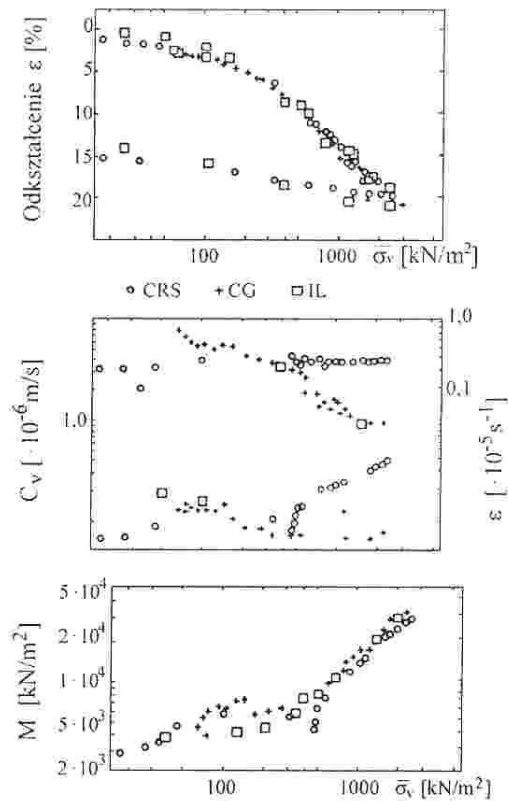 Odkształcenie ε [%]
0
5
10
15
20
100
1000
σ̄ᵥ [kN/m²]
○ CRS + CG □ IL
Cᵥ [ ·10⁻⁶m/s]
1.0
1,0
0,1
ε [ ·10⁻⁵s⁻¹]
M [kN/m²]
5·10⁴
2·10⁴
1·10⁴
5·10³
2·10³
100
1000
σ̄ᵥ [kN/m²]